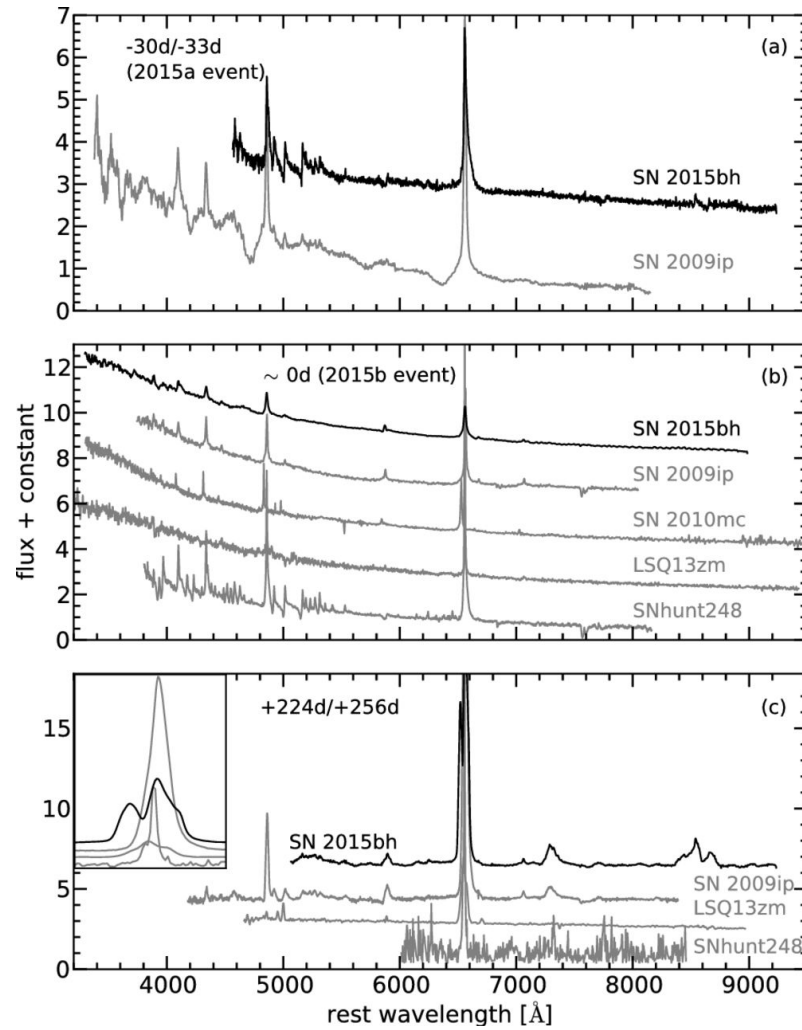 7
6
5
4
3
2
1
0
-30d/-33d
(2015a event)
(a)
SN 2015bh
SN 2009ip
12
10
8
6
4
2
0
flux + constant
~ 0d (2015b event)
(b)
SN 2015bh
SN 2009ip
SN 2010mc
LSQ13zm
SNhunt248
15
10
5
0
+224d/+256d
(c)
SN 2015bh
SN 2009ip
LSQ13zm
SNhunt248
4000 5000 6000 7000 8000 9000
rest wavelength [Å]